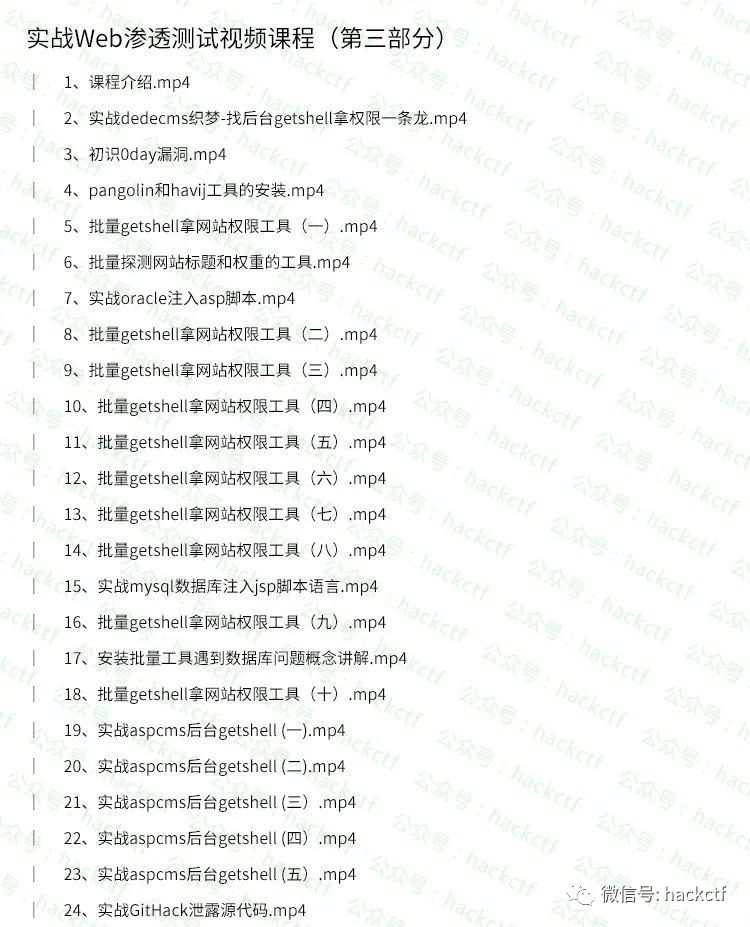 实战Web渗透测试视频课程（第三部分）
1、课程介绍.mp4
2、实战dedecms织梦-找后台getshell拿权限一条龙.mp4
3、初识0day漏洞.mp4
4、pangolin和havij工具的安装.mp4
5、批量getshell拿网站权限工具（一）.mp4
6、批量探测网站标题和权重的工具.mp4
7、实战oracle注入asp脚本.mp4
8、批量getshell拿网站权限工具（二）.mp4
9、批量getshell拿网站权限工具（三）.mp4
10、批量getshell拿网站权限工具（四）.mp4
11、批量getshell拿网站权限工具（五）.mp4
12、批量getshell拿网站权限工具（六）.mp4
13、批量getshell拿网站权限工具（七）.mp4
14、批量getshell拿网站权限工具（八）.mp4
15、实战mysql数据库注入jsp脚本语言.mp4
16、批量getshell拿网站权限工具（九）.mp4
17、安装批量工具遇到数据库问题概念讲解.mp4
18、批量getshell拿网站权限工具（十）.mp4
19、实战aspcms后台getshell (一).mp4
20、实战aspcms后台getshell (二).mp4
21、实战aspcms后台getshell (三）.mp4
22、实战aspcms后台getshell (四）.mp4
23、实战aspcms后台getshell (五）.mp4
24、实战GitHack泄露源代码.mp4
微信号: hackctf
公众号：hackctf